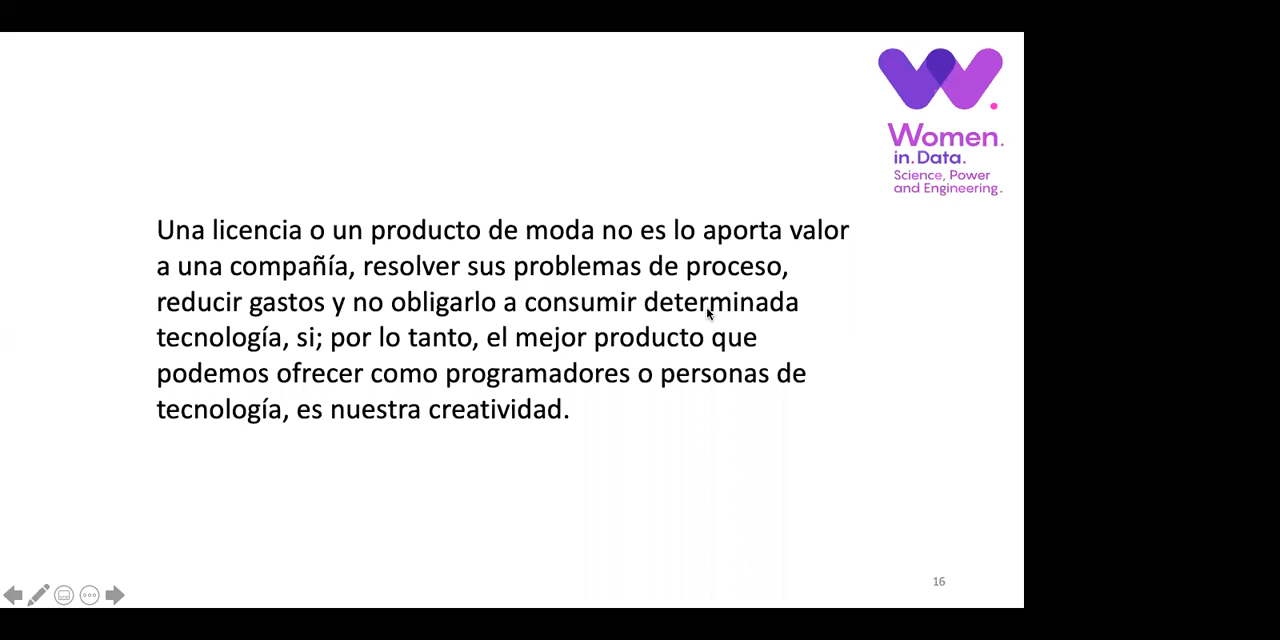 Women.
in.Data.
Science, Power
and Engineering.
Una licencia o un producto de moda no es lo aporta valor
a una compañía, resolver sus problemas de proceso,
reducir gastos y no obligarlo a consumir determinada
tecnología, si; por lo tanto, el mejor producto que
podemos ofrecer como programadores o personas de
tecnología, es nuestra creatividad.
16